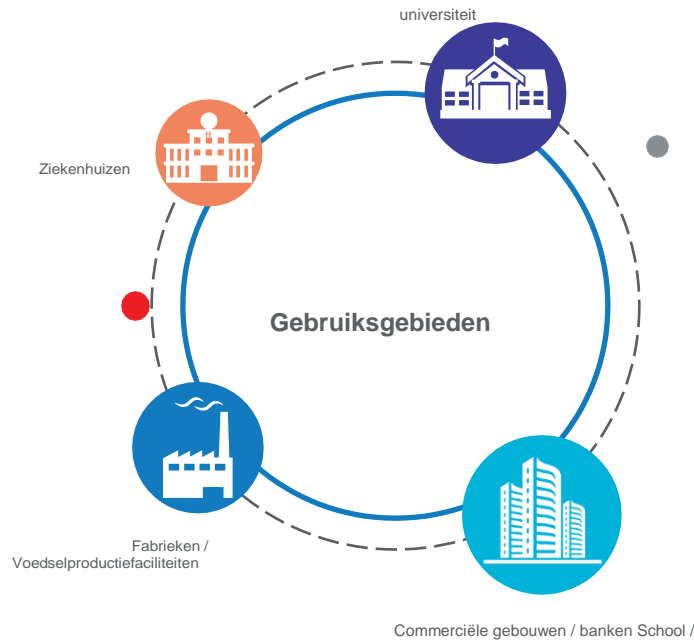 universiteit
Ziekenhuizen
Gebruiksgebieden
Fabrieken /
Voedselproductiefaciliteiten
Commerciële gebouwen / banken School /